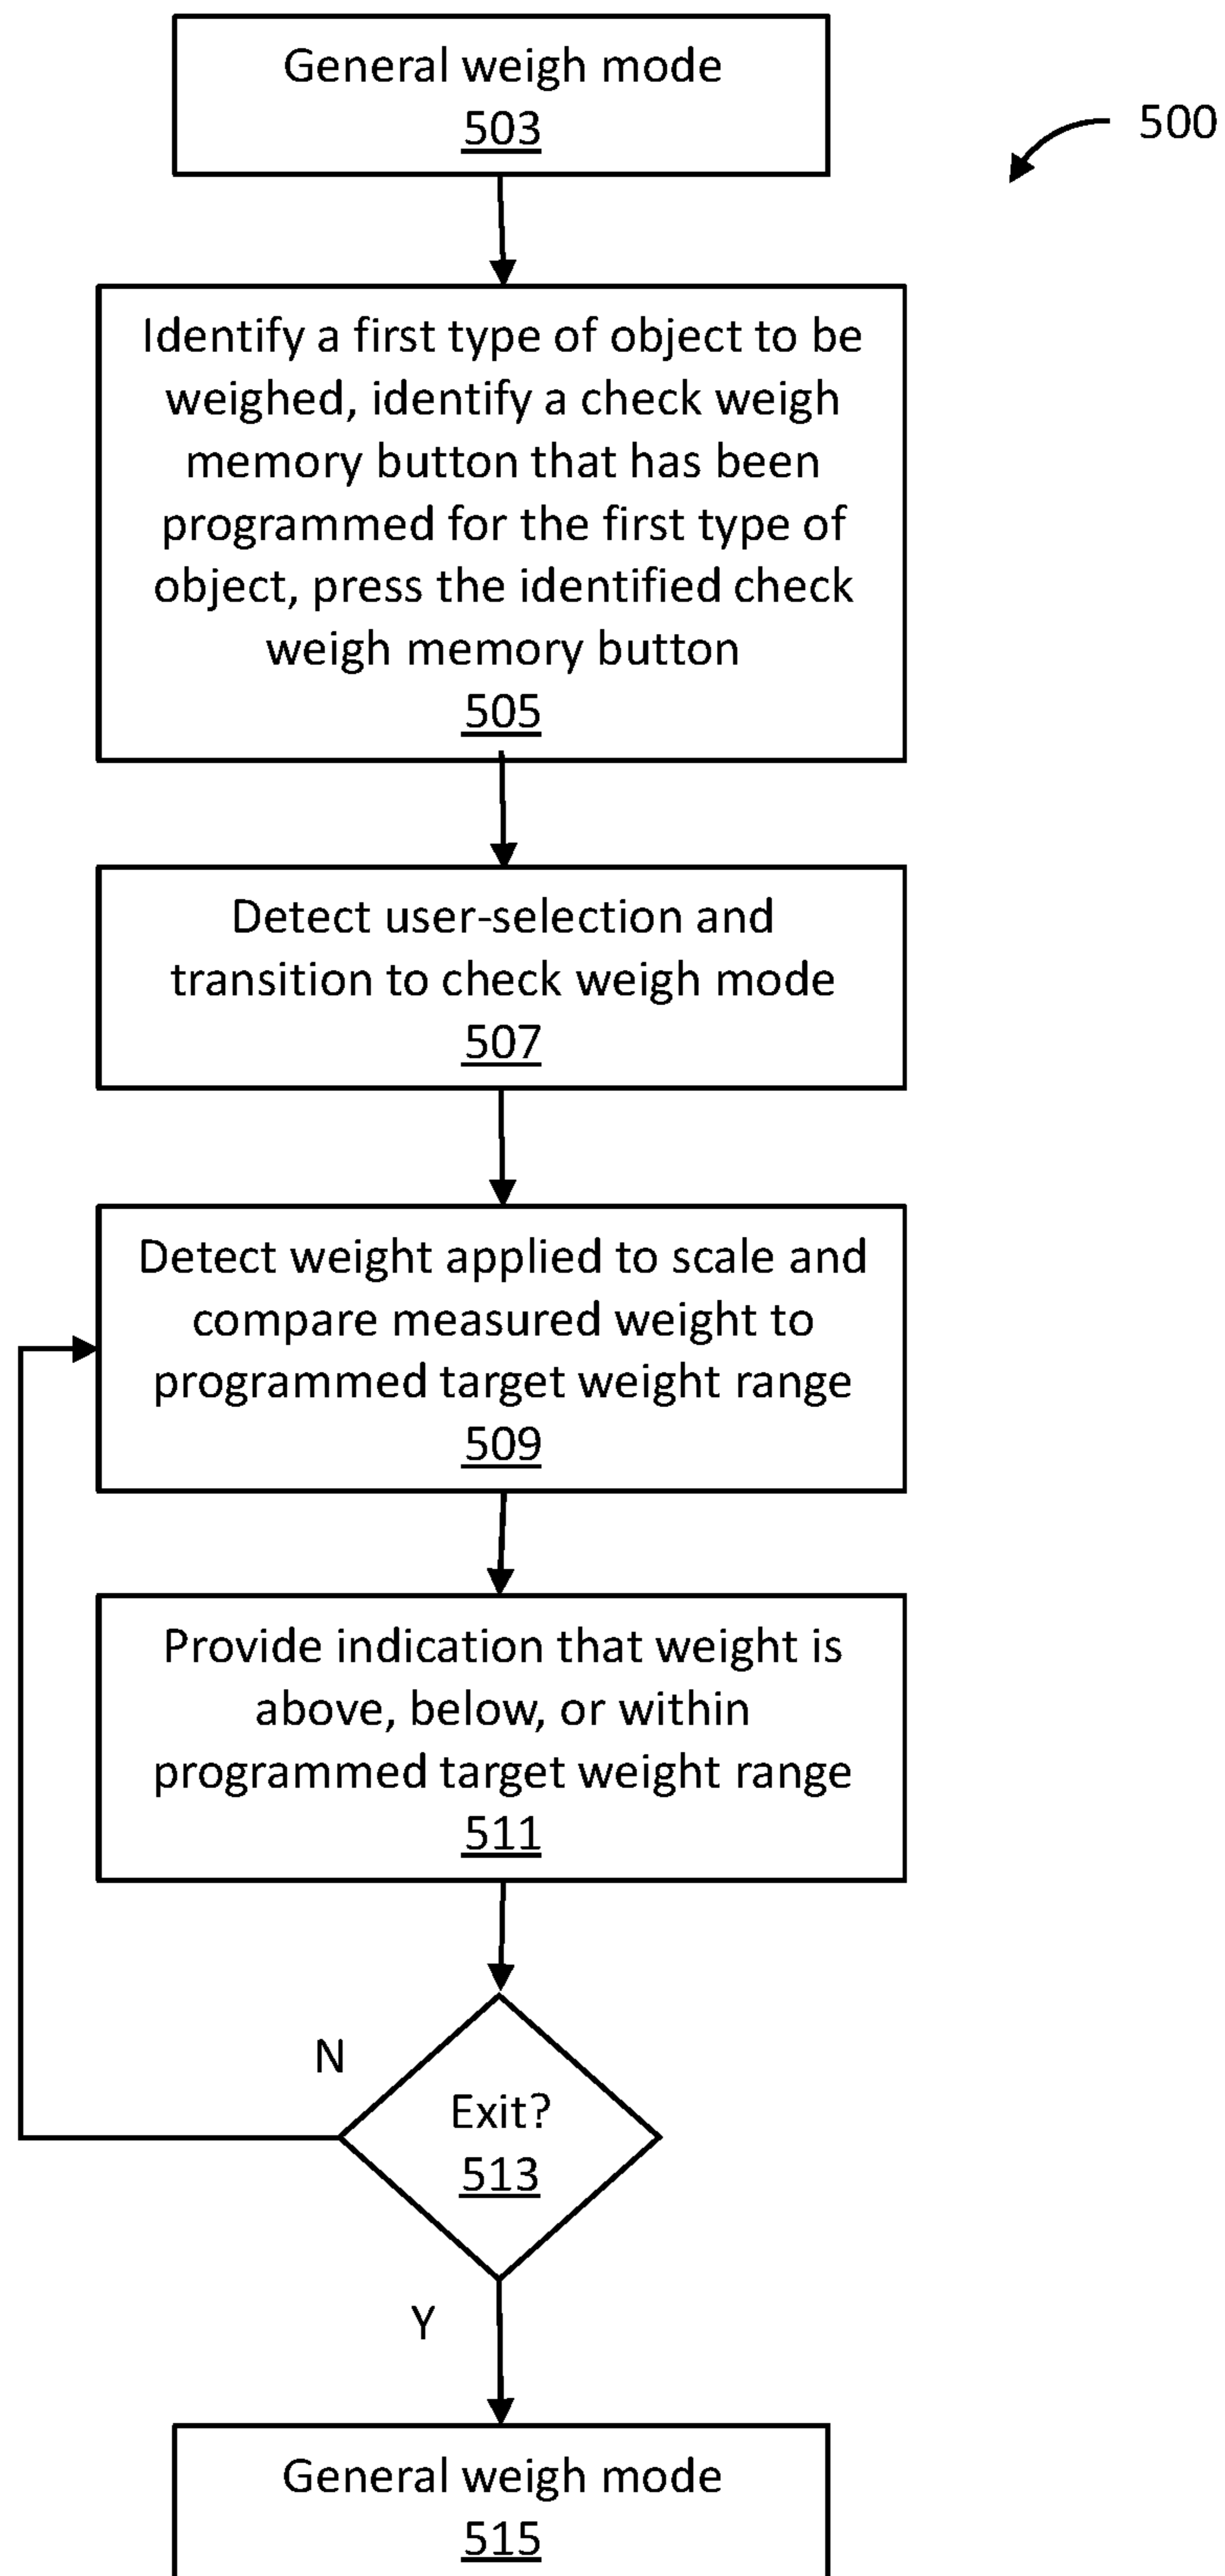 General weigh mode
503
500
Identify a first type of object to be
weighed, identify a check weigh
memory button that has been
programmed for the first type of
object, press the identified check
weigh memory button
505
Detect user-selection and
transition to check weigh mode
507
Detect weight applied to scale and
compare measured weight to
programmed target weight range
509
Provide indication that weight is
above, below, or within
programmed target weight range
511
N
Exit?
513
Y
General weigh mode
515